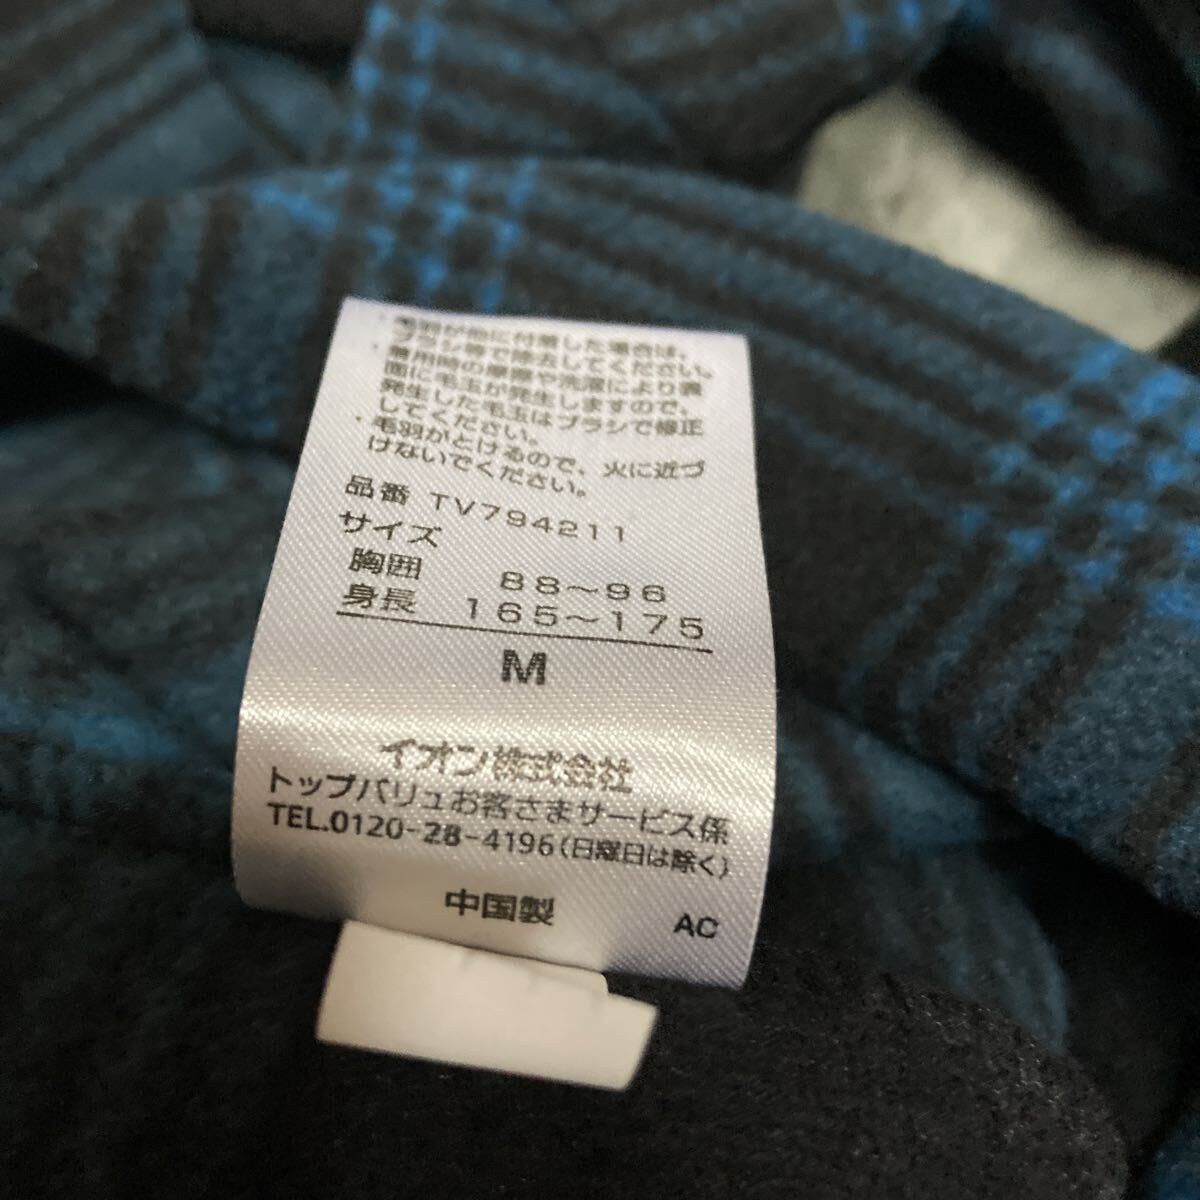 ・毛羽が他に付着した場合は、
ブラシ等で除去してください。
着用時の摩擦や洗濯により表
面に毛玉が発生しますので、
発生した毛玉はブラシで修正
してください。
・毛羽がとけるので、火に近づ
けないでください。
品番 TV794211
サイズ
胸囲 88~96
身長 165~175
M
イオン株式会社
トップバリュお客さまサービス係
TEL.0120-28-4196(日曜日は除く)
中国製 AC